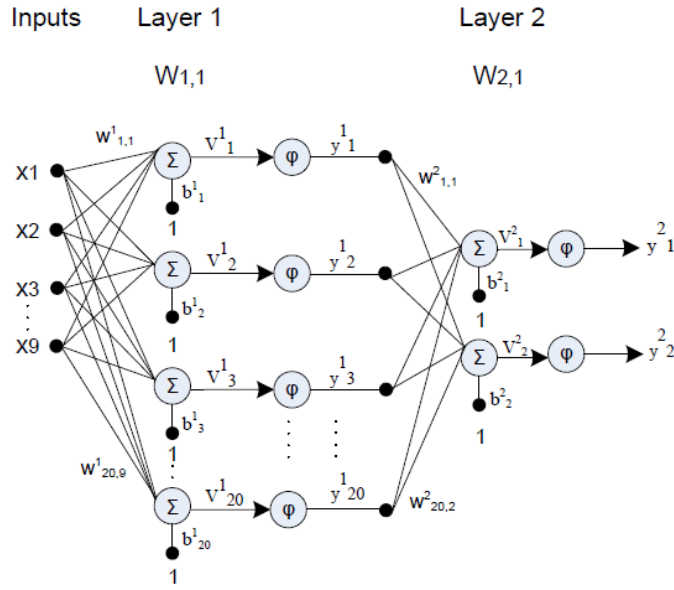 Inputs Layer 1 Layer 2
W1,1 W2,1
w¹1,1 V¹1 φ y¹1
X1 Σ b¹1 w²1,1
1
X2 Σ V¹2 φ y¹2 Σ V²1 φ y²1
b¹2 b²1
X3 1 1
X9 Σ V¹3 φ y¹3 Σ V²2 φ y²2
b¹3 b²2
1 1
w¹20,9 w²20,2
Σ V¹20 φ y¹20
b¹20
1